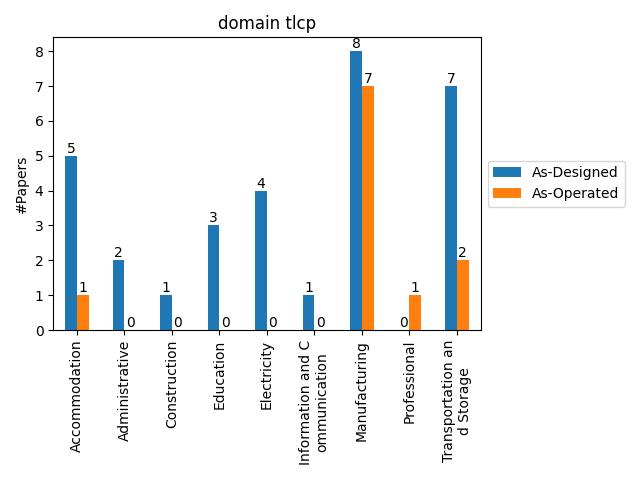 domain tlcp
#Papers
8
7
6
5
4
3
2
1
0
5 1
2 0
1 0
3 0
4 0
1 0
8 7
0 1
7 2
Accommodation
Administrative
Construction
Education
Electricity
Information and C
ommunication
Manufacturing
Professional
Transportation an
d Storage
As-Designed
As-Operated